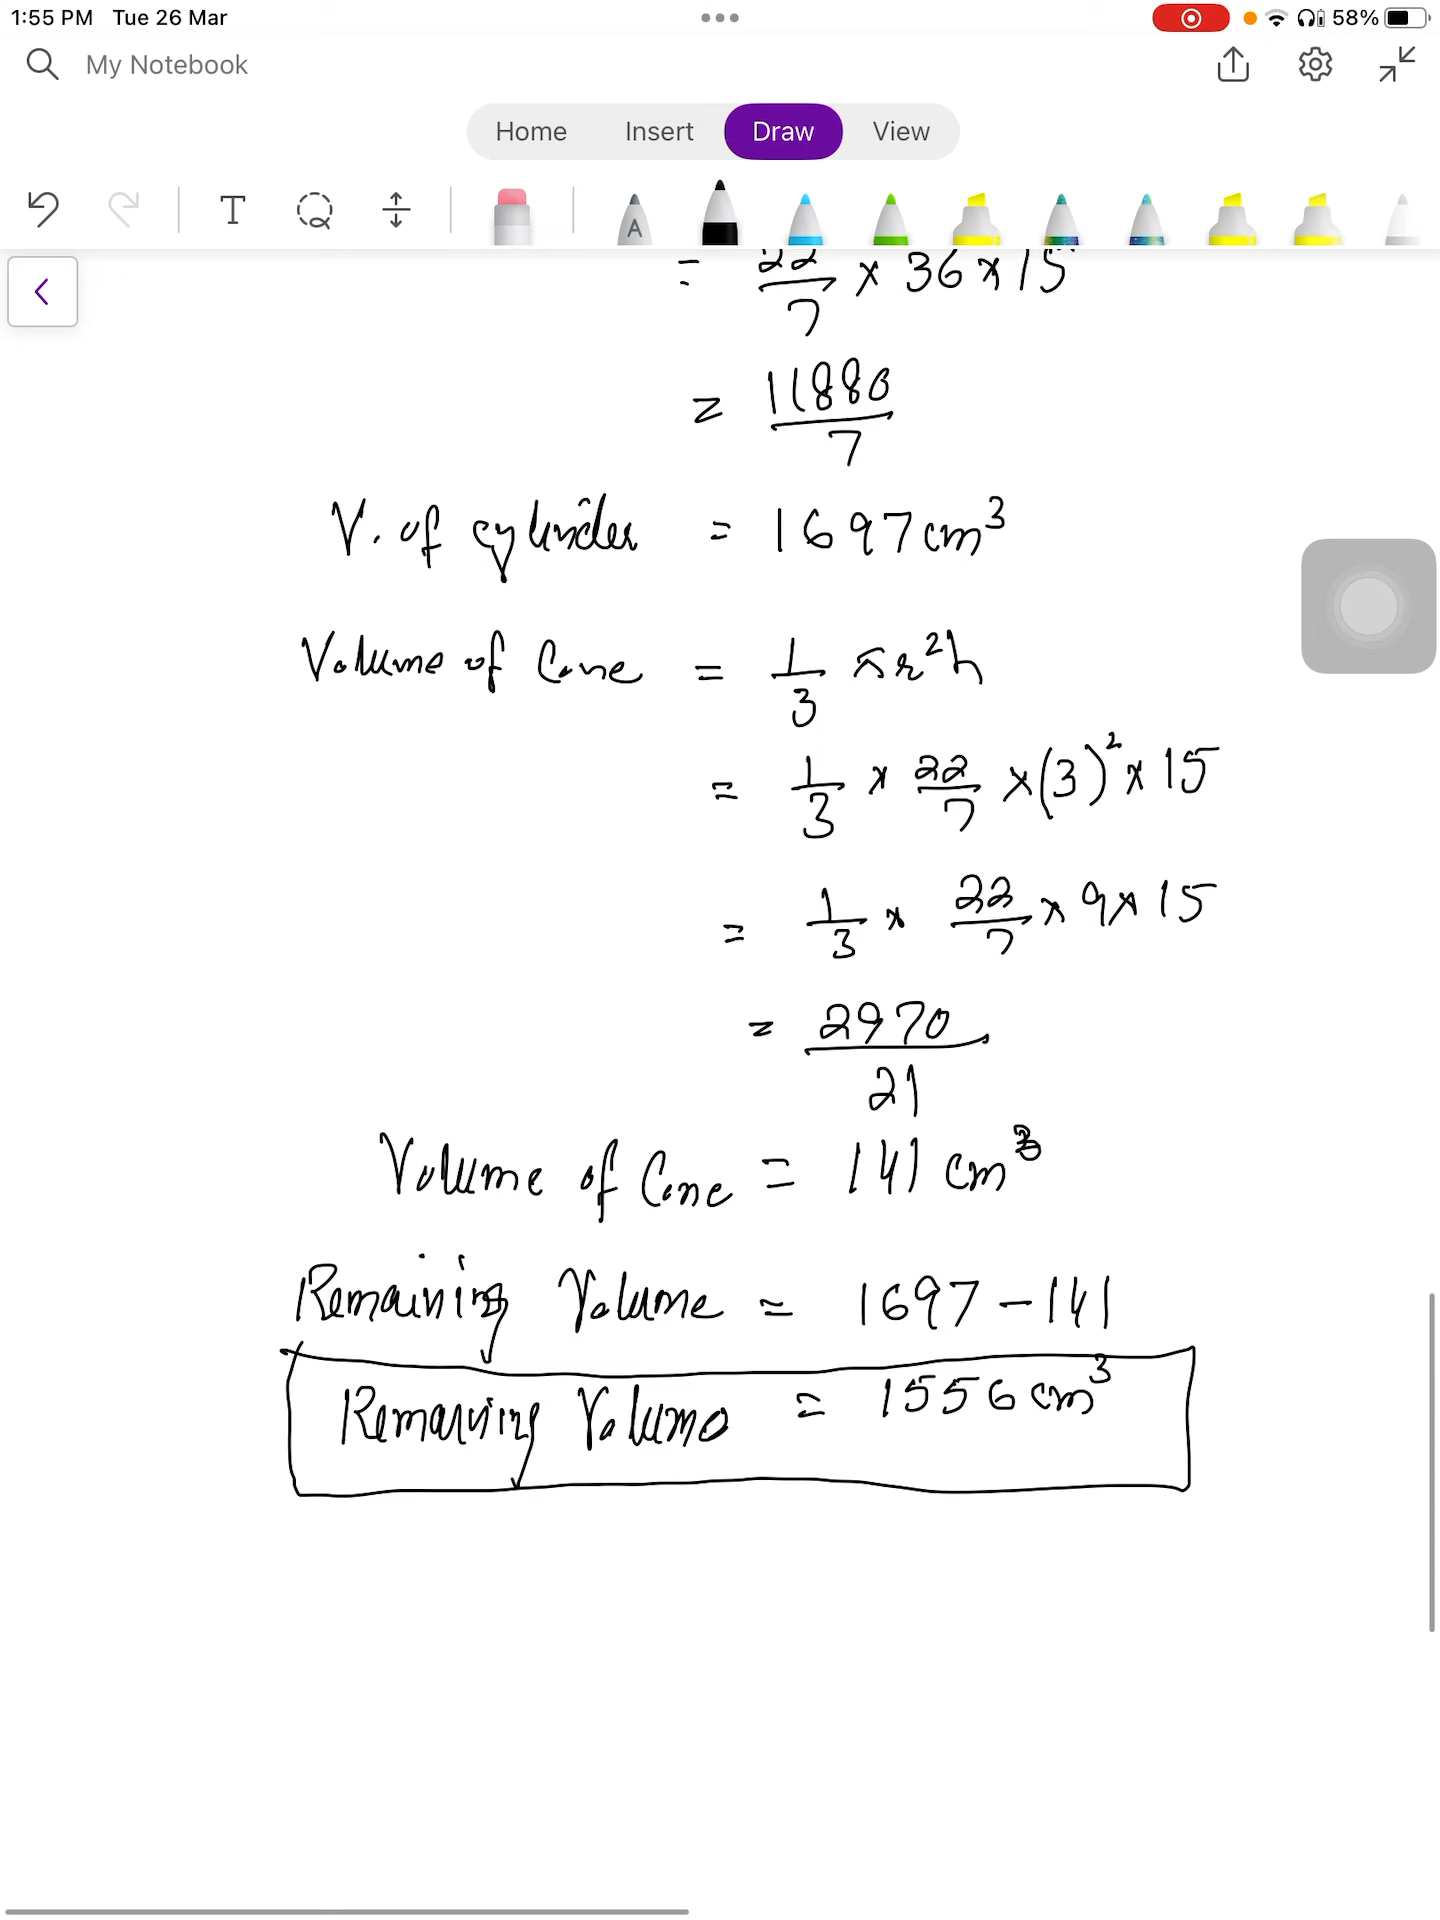 1:55 PM Tue 26 Mar 58%
My Notebook
Home Insert Draw View
T A
= 22/7 × 36 × 15
= 11880/7
V. of cylinder = 1697 cm³
Volume of Cone = 1/3 πr²h
= 1/3 × 22/7 × (3)² × 15
= 1/3 × 22/7 × 9 × 15
= 2970/21
Volume of Cone = 141 cm³
Remaining Volume = 1697 - 141
Remaining Volume = 1556 cm³